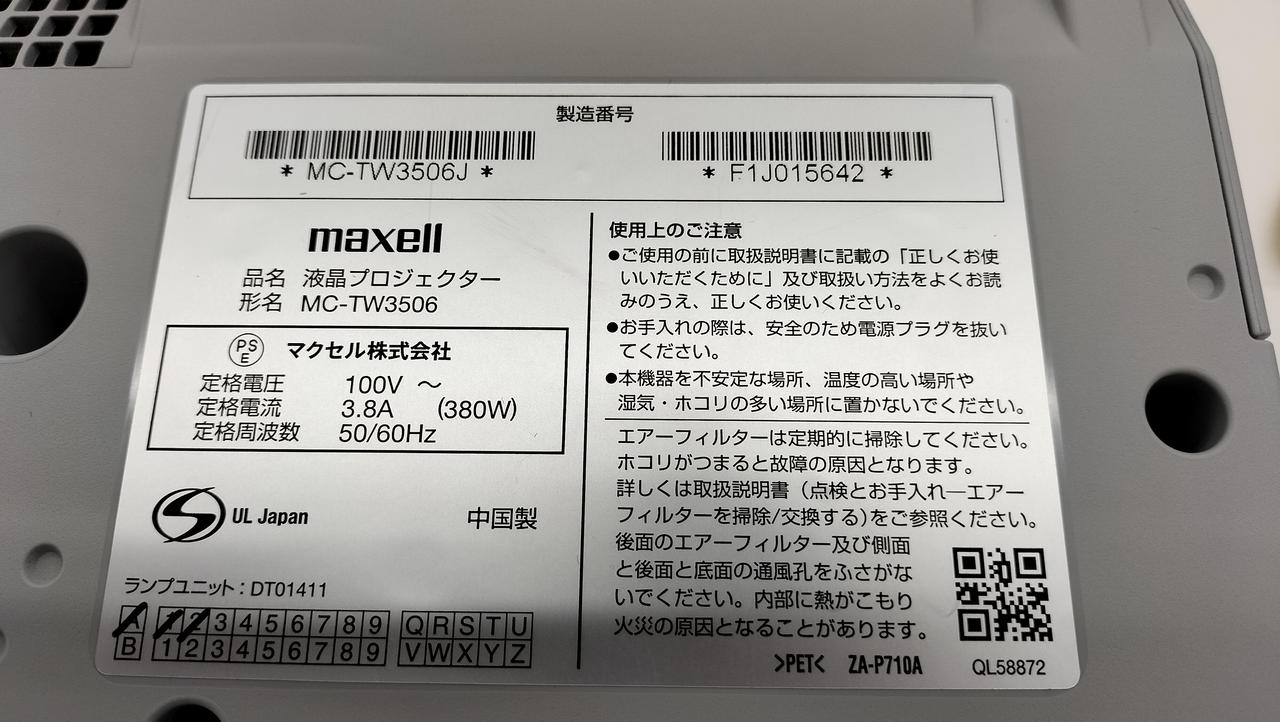 製造番号
* MC-TW3506J *
* F1J015642 *
maxell
品名 液晶プロジェクター
形名 MC-TW3506
PSE マクセル株式会社
定格電圧 100V ～
定格電流 3.8A (380W)
定格周波数 50/60Hz
UL Japan
中国製
ランプユニット：DT01411
A 1 2 3 4 5 6 7 8 9 Q R S T U
B 1 2 3 4 5 6 7 8 9 V W X Y Z
使用上のご注意
●ご使用の前に取扱説明書に記載の「正しくお使
いいただくために」及び取扱い方法をよくお読
みのうえ、正しくお使いください。
●お手入れの際は、安全のため電源プラグを抜い
てください。
●本機器を不安定な場所、温度の高い場所や
湿気・ホコリの多い場所に置かないでください。
エアーフィルターは定期的に掃除してください。
ホコリがつまると故障の原因となります。
詳しくは取扱説明書（点検とお手入れ―エアー
フィルターを掃除/交換する)をご参照ください。
後面のエアーフィルター及び側面
と後面と底面の通風孔をふさがな
いでください。内部に熱がこもり
火災の原因となることがあります。
>PET< ZA-P710A
QL58872